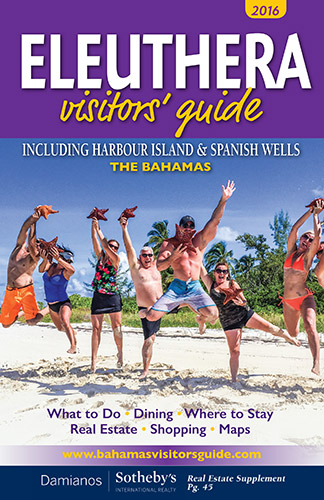 2016
ELEUTHERA
visitors' guide
INCLUDING HARBOUR ISLAND & SPANISH WELLS
THE BAHAMAS
What to Do • Dining • Where to Stay
Real Estate • Shopping • Maps
www.bahamasvisitorsguide.com
Damianos | Sotheby's INTERNATIONAL REALTY Real Estate Supplement Pg. 45